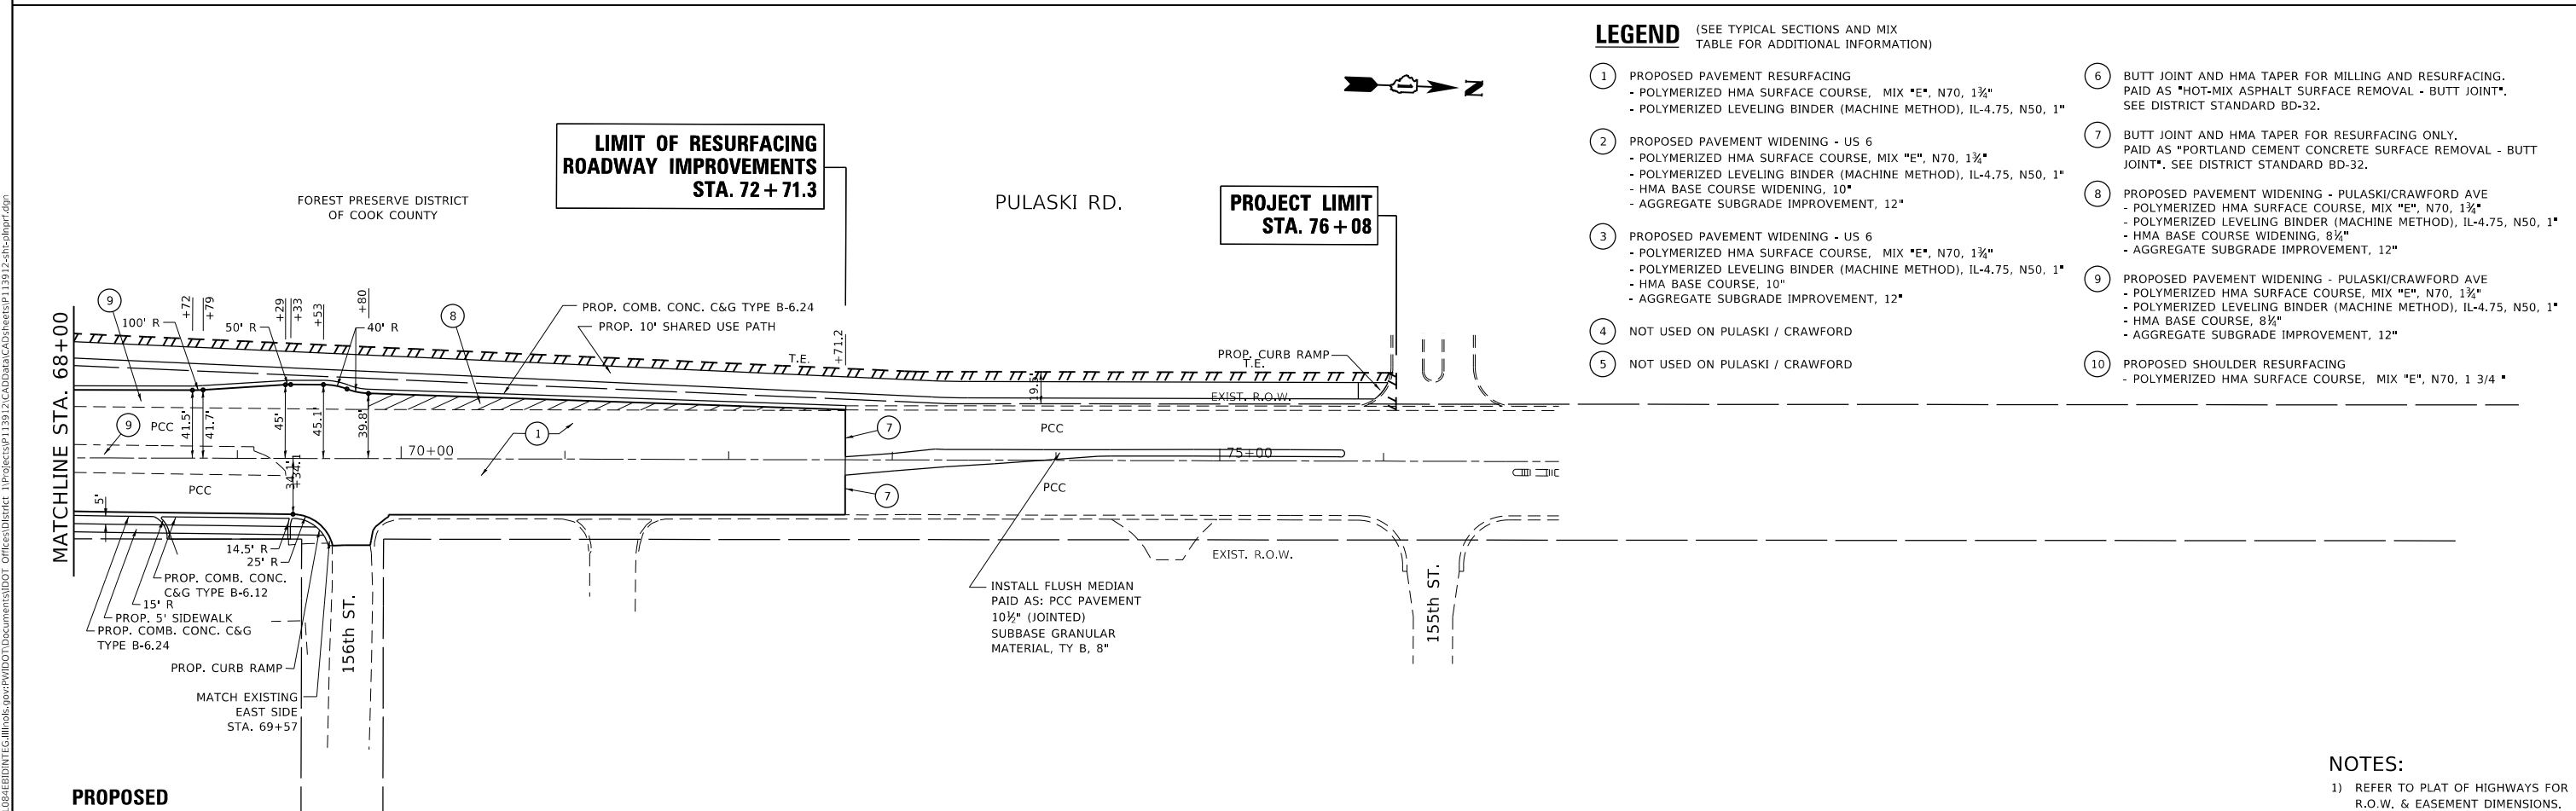 LEGEND (SEE TYPICAL SECTIONS AND MIX
TABLE FOR ADDITIONAL INFORMATION)
1 PROPOSED PAVEMENT RESURFACING
- POLYMERIZED HMA SURFACE COURSE, MIX "E", N70, 1¾"
- POLYMERIZED LEVELING BINDER (MACHINE METHOD), IL-4.75, N50, 1"
2 PROPOSED PAVEMENT WIDENING - US 6
- POLYMERIZED HMA SURFACE COURSE, MIX "E", N70, 1¾"
- POLYMERIZED LEVELING BINDER (MACHINE METHOD), IL-4.75, N50, 1"
- HMA BASE COURSE WIDENING, 10"
- AGGREGATE SUBGRADE IMPROVEMENT, 12"
3 PROPOSED PAVEMENT WIDENING - US 6
- POLYMERIZED HMA SURFACE COURSE, MIX "E", N70, 1¾"
- POLYMERIZED LEVELING BINDER (MACHINE METHOD), IL-4.75, N50, 1"
- HMA BASE COURSE, 10"
- AGGREGATE SUBGRADE IMPROVEMENT, 12"
4 NOT USED ON PULASKI / CRAWFORD
5 NOT USED ON PULASKI / CRAWFORD
6 BUTT JOINT AND HMA TAPER FOR MILLING AND RESURFACING.
PAID AS "HOT-MIX ASPHALT SURFACE REMOVAL - BUTT JOINT".
SEE DISTRICT STANDARD BD-32.
7 BUTT JOINT AND HMA TAPER FOR RESURFACING ONLY.
PAID AS "PORTLAND CEMENT CONCRETE SURFACE REMOVAL - BUTT
JOINT". SEE DISTRICT STANDARD BD-32.
8 PROPOSED PAVEMENT WIDENING - PULASKI/CRAWFORD AVE
- POLYMERIZED HMA SURFACE COURSE, MIX "E", N70, 1¾"
- POLYMERIZED LEVELING BINDER (MACHINE METHOD), IL-4.75, N50, 1"
- HMA BASE COURSE WIDENING, 8¼"
- AGGREGATE SUBGRADE IMPROVEMENT, 12"
9 PROPOSED PAVEMENT WIDENING - PULASKI/CRAWFORD AVE
- POLYMERIZED HMA SURFACE COURSE, MIX "E", N70, 1¾"
- POLYMERIZED LEVELING BINDER (MACHINE METHOD), IL-4.75, N50, 1"
- HMA BASE COURSE, 8¼"
- AGGREGATE SUBGRADE IMPROVEMENT, 12"
10 PROPOSED SHOULDER RESURFACING
- POLYMERIZED HMA SURFACE COURSE, MIX "E", N70, 1 3/4 "
N
LIMIT OF RESURFACING
ROADWAY IMPROVEMENTS
STA. 72+71.3
PULASKI RD.
PROJECT LIMIT
STA. 76+08
FOREST PRESERVE DISTRICT
OF COOK COUNTY
MATCHLINE STA. 68+00
9
+72
+79
+29
+33
+53
+80
100' R
50' R
40' R
8
PROP. COMB. CONC. C&G TYPE B-6.24
PROP. 10' SHARED USE PATH
T.E.
+71.2
PROP. CURB RAMP
T.E.
19.5'
EXIST. R.O.W.
9
PCC
41.5'
41.7'
45'
45.1'
39.8'
1
7
PCC
70+00
75+00
34.1'
+34.1
PCC
7
PCC
5'
14.5' R
25' R
EXIST. R.O.W.
PROP. COMB. CONC.
C&G TYPE B-6.12
15' R
PROP. 5' SIDEWALK
PROP. COMB. CONC. C&G
TYPE B-6.24
PROP. CURB RAMP
MATCH EXISTING
EAST SIDE
STA. 69+57
156th ST.
INSTALL FLUSH MEDIAN
PAID AS: PCC PAVEMENT
10½" (JOINTED)
SUBBASE GRANULAR
MATERIAL, TY B, 8"
155th ST.
PROPOSED
NOTES:
1) REFER TO PLAT OF HIGHWAYS FOR
R.O.W. & EASEMENT DIMENSIONS.